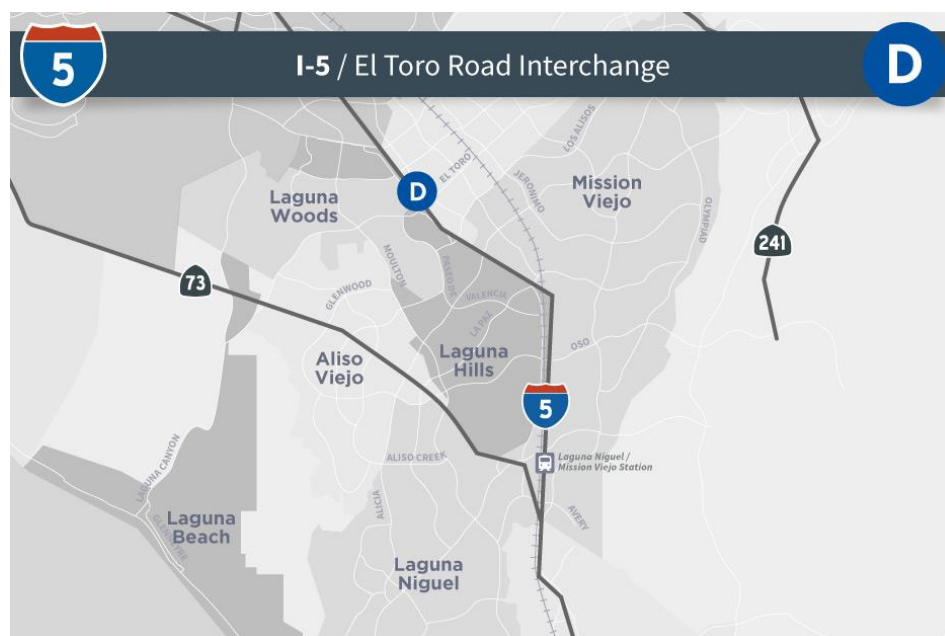 5
I-5 / El Toro Road Interchange
D
LOS ALISOS
EL TORO
JERONIMO
Mission
Viejo
D
Laguna
Woods
OLYMPIAD
241
MOULTON
PASEO DE
VALENCIA
73
GLENWOOD
LA PAZ
OSO
Aliso
Viejo
Laguna
Hills
5
ALISO CREEK
Laguna Niguel /
Mission Viejo Station
LAGUNA CANYON
ALICIA
AVERY
Laguna
Beach
GLENNEYRE
Laguna
Niguel